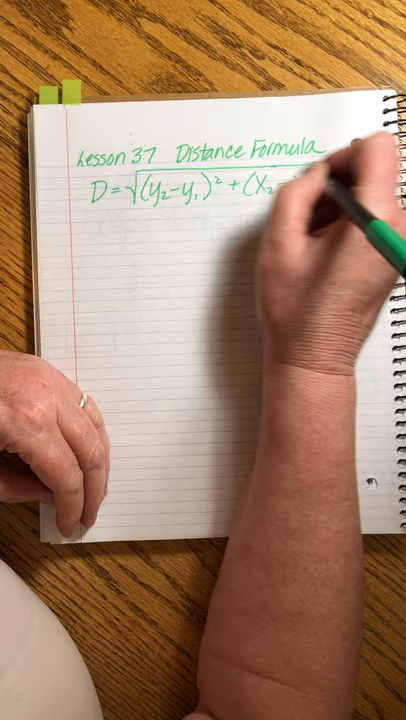 Lesson 37 Distance Formula
D = √(y₂-y₁)² + (X₂-